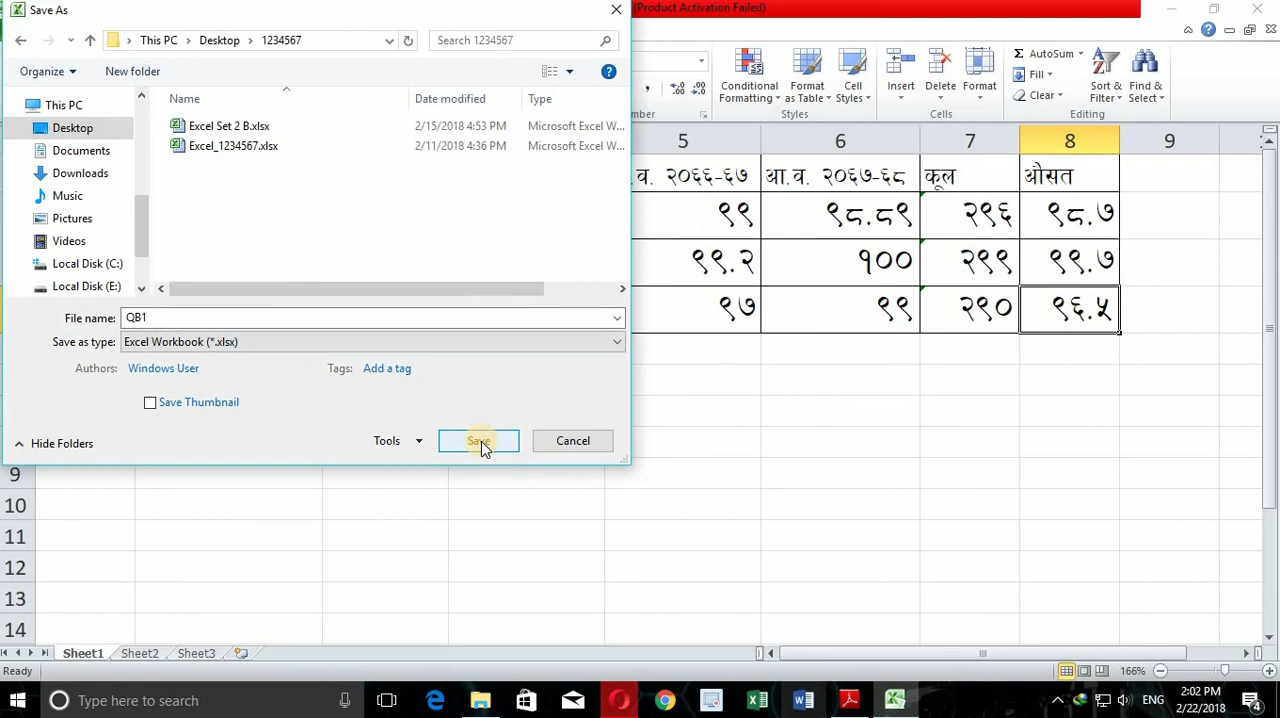 Save As
(Product Activation Failed)
This PC
Desktop
1234567
Search 1234567
Organize
New folder
This PC
Desktop
Documents
Downloads
Music
Pictures
Videos
Local Disk (C:)
Local Disk (E:)
Name
Date modified
Type
Excel Set 2 B.xlsx
2/15/2018 4:53 PM
Microsoft Excel W...
Excel_1234567.xlsx
2/11/2018 4:36 PM
Microsoft Excel W...
File name:
QB1
Save as type:
Excel Workbook (*.xlsx)
Authors:
Windows User
Tags:
Add a tag
Save Thumbnail
Hide Folders
Tools
Save
Cancel
Conditional
Formatting
Format
as Table
Cell
Styles
Insert
Delete
Format
AutoSum
Fill
Clear
Sort &
Filter
Find &
Select
mber
Styles
Cells
Editing
5 6 7 8 9
.व. २०६६-६७ आ.व. २०६७-६८ कूल औसत
९९ ९८.८९ २९६ ९८.७
९९.२ १०० २९९ ९९.७
९७ ९९ २९० ९६.५
9
10
11
12
13
14
Sheet1
Sheet2
Sheet3
Ready
166%
Type here to search
ENG
2:02 PM
2/22/2018
4